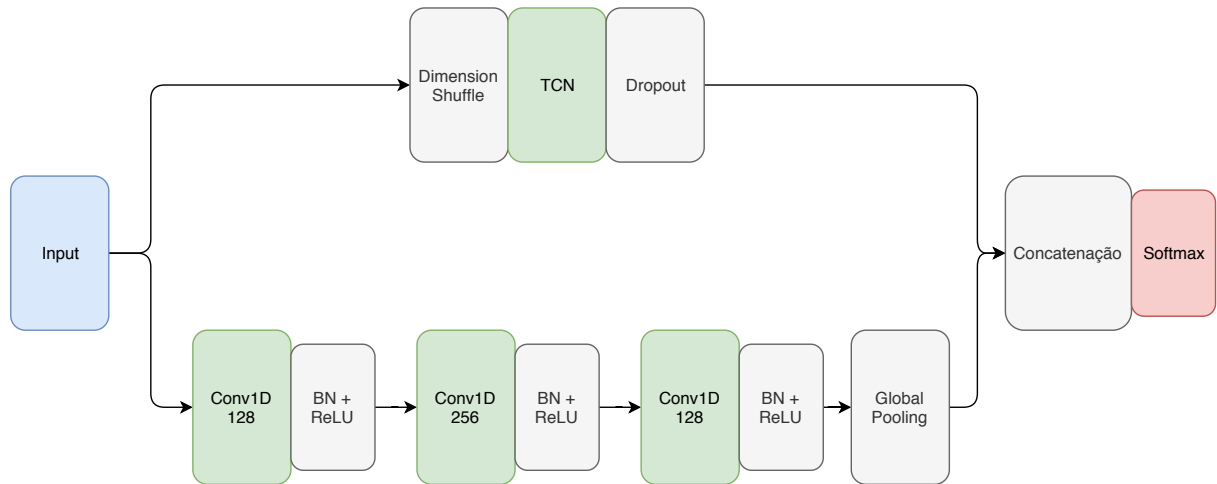 Dimension
Shuffle
TCN
Dropout
Input
Concatenação
Softmax
Conv1D
128
BN +
ReLU
Conv1D
256
BN +
ReLU
Conv1D
128
BN +
ReLU
Global
Pooling